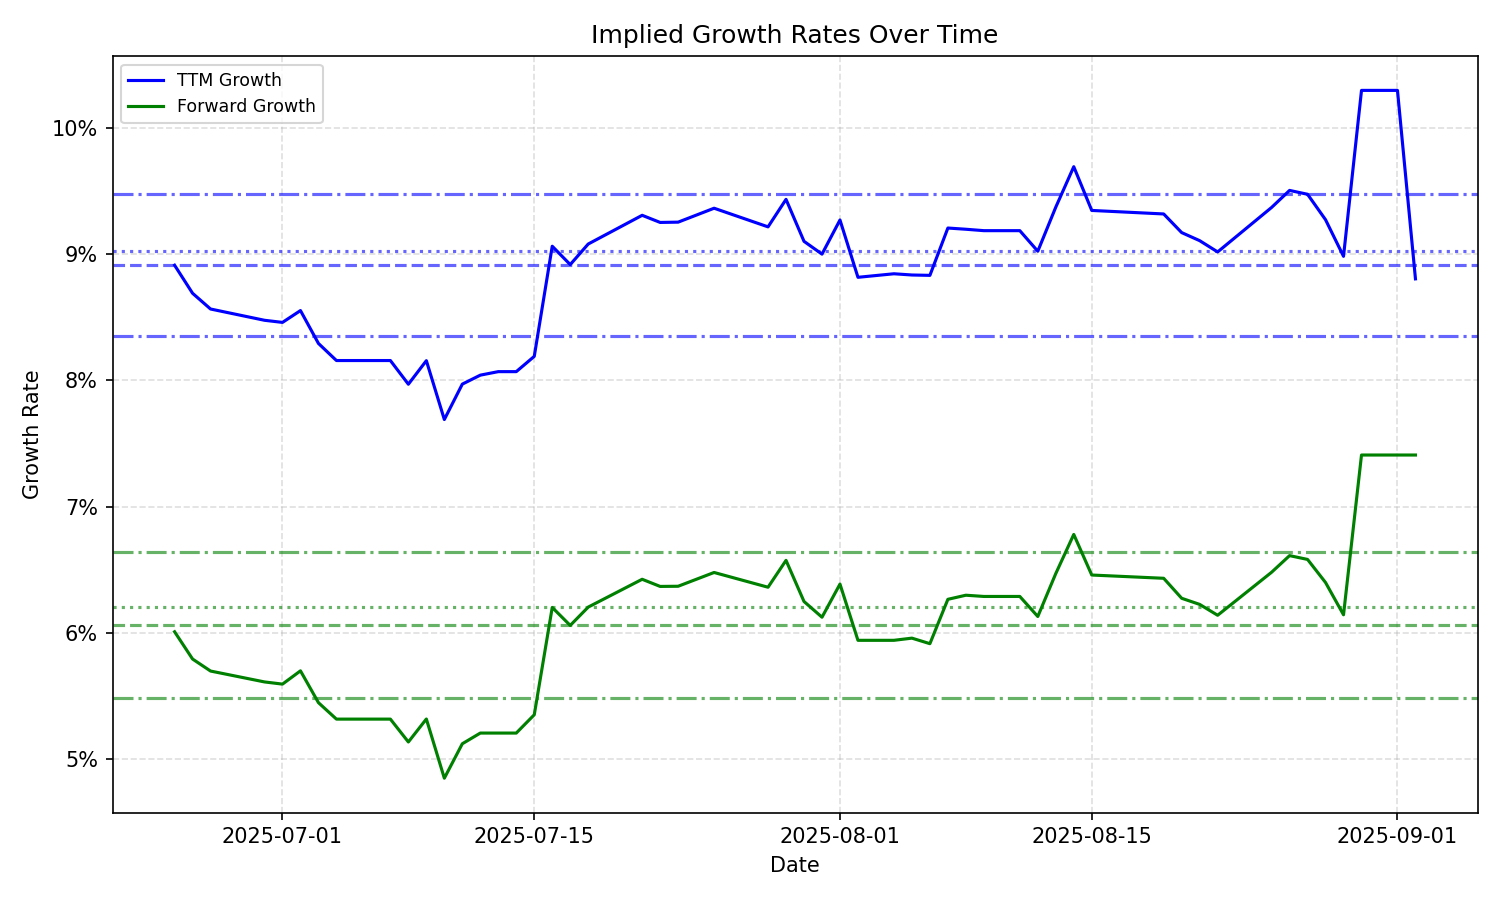 Implied Growth Rates Over Time
TTM Growth
Forward Growth
10%
9%
8%
7%
6%
5%
Growth Rate
2025-07-01
2025-07-15
2025-08-01
2025-08-15
2025-09-01
Date